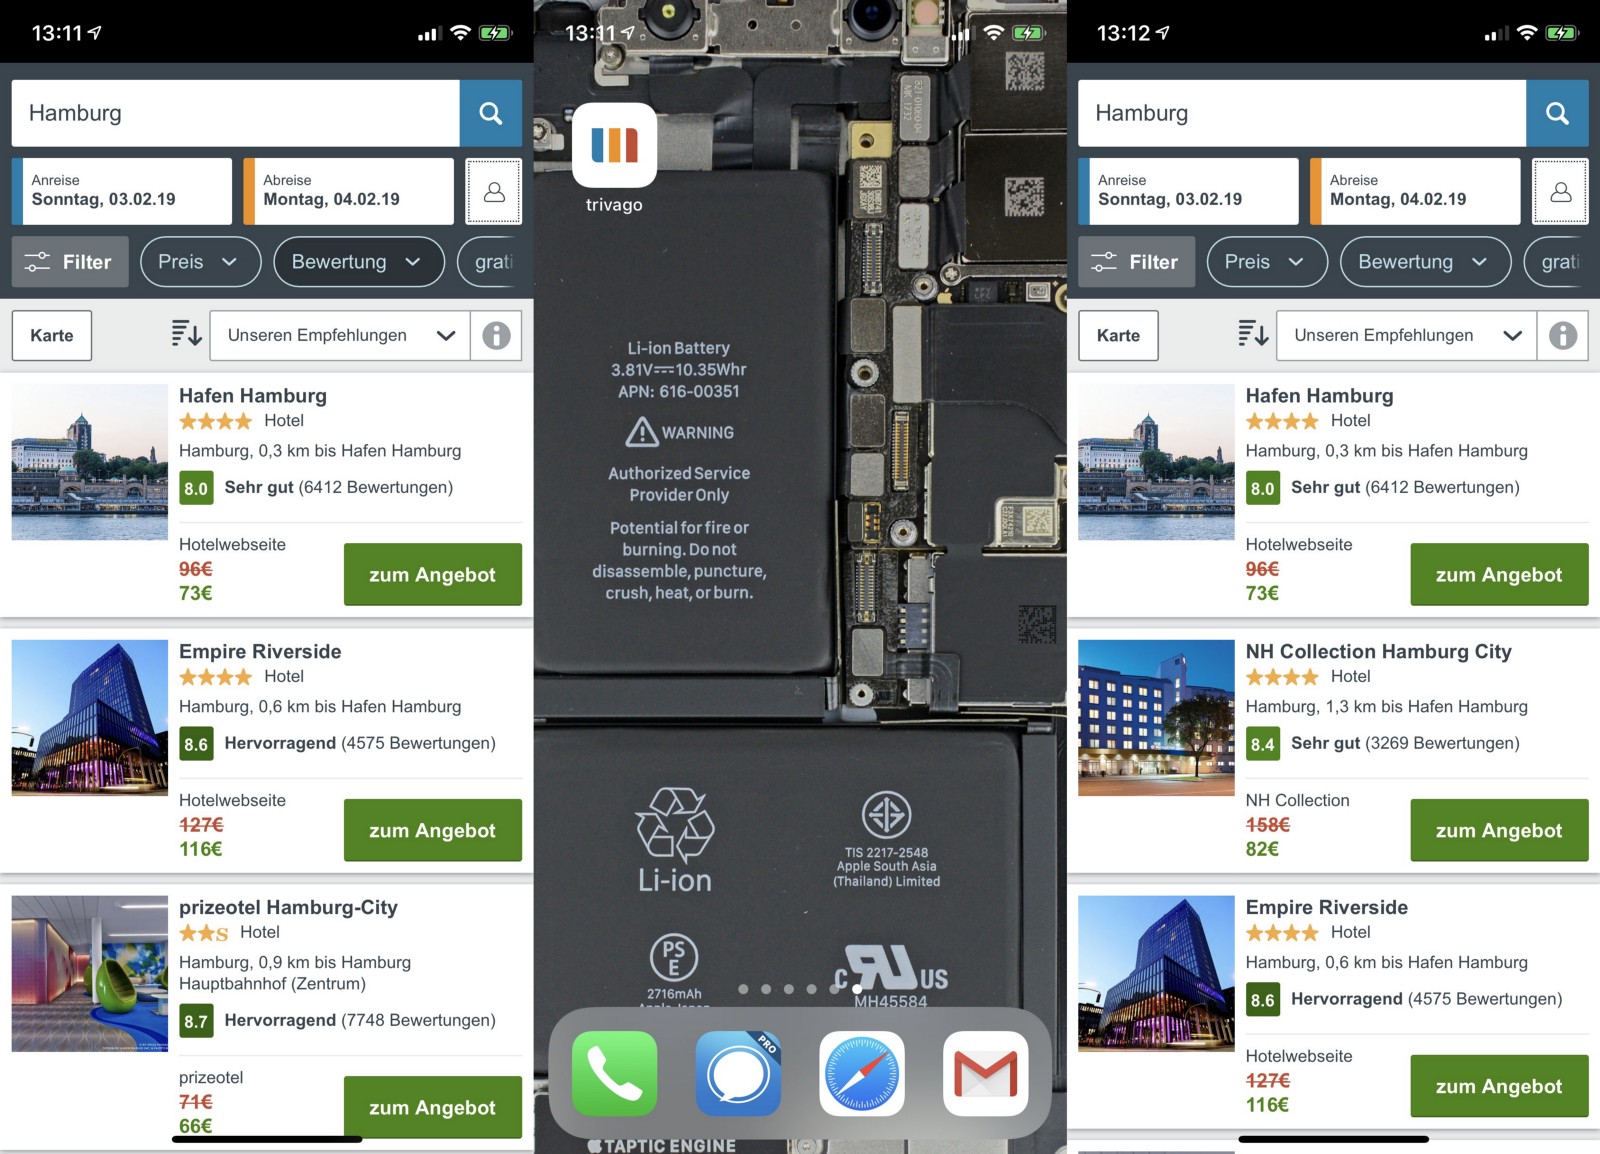 13:11
Hamburg
Anreise
Sonntag, 03.02.19
Abreise
Montag, 04.02.19
Filter
Preis
Bewertung
grati
Karte
Unseren Empfehlungen
Hafen Hamburg
Hotel
Hamburg, 0,3 km bis Hafen Hamburg
8.0 Sehr gut (6412 Bewertungen)
Hotelwebseite
96€
73€
zum Angebot
Empire Riverside
Hotel
Hamburg, 0,6 km bis Hafen Hamburg
8.6 Hervorragend (4575 Bewertungen)
Hotelwebseite
127€
116€
zum Angebot
prizeotel Hamburg-City
S Hotel
Hamburg, 0,9 km bis Hamburg
Hauptbahnhof (Zentrum)
8.7 Hervorragend (7748 Bewertungen)
prizeotel
71€
66€
zum Angebot
13:11
trivago
Li-ion Battery
3.81V⎓10.35Whr
APN: 616-00351
WARNING
Authorized Service
Provider Only
Potential for fire or
burning. Do not
disassemble, puncture,
crush, heat, or burn.
Li-ion
TIS 2217-2548
Apple South Asia
(Thailand) Limited
PS
E
2716mAh
Apple Japan
c RU US
MH45584
PRO
TAPTIC ENGINE
13:12
Hamburg
Anreise
Sonntag, 03.02.19
Abreise
Montag, 04.02.19
Filter
Preis
Bewertung
grati
Karte
Unseren Empfehlungen
Hafen Hamburg
Hotel
Hamburg, 0,3 km bis Hafen Hamburg
8.0 Sehr gut (6412 Bewertungen)
Hotelwebseite
96€
73€
zum Angebot
NH Collection Hamburg City
Hotel
Hamburg, 1,3 km bis Hafen Hamburg
8.4 Sehr gut (3269 Bewertungen)
NH Collection
158€
82€
zum Angebot
Empire Riverside
Hotel
Hamburg, 0,6 km bis Hafen Hamburg
8.6 Hervorragend (4575 Bewertungen)
Hotelwebseite
127€
116€
zum Angebot